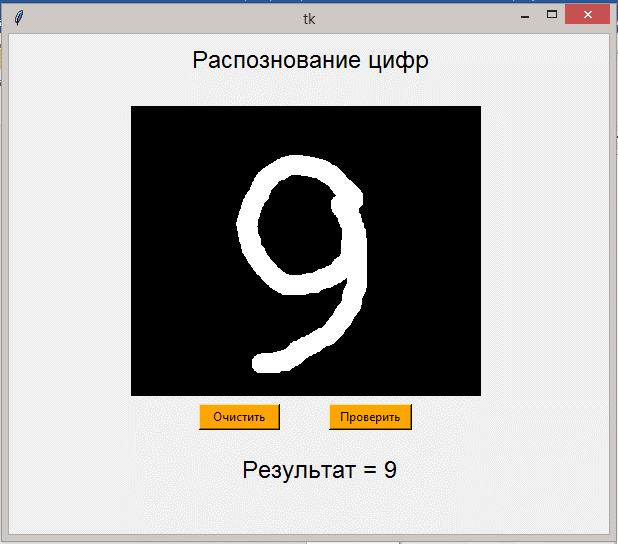 tk
Распознование цифр
9
Очистить Проверить
Результат = 9